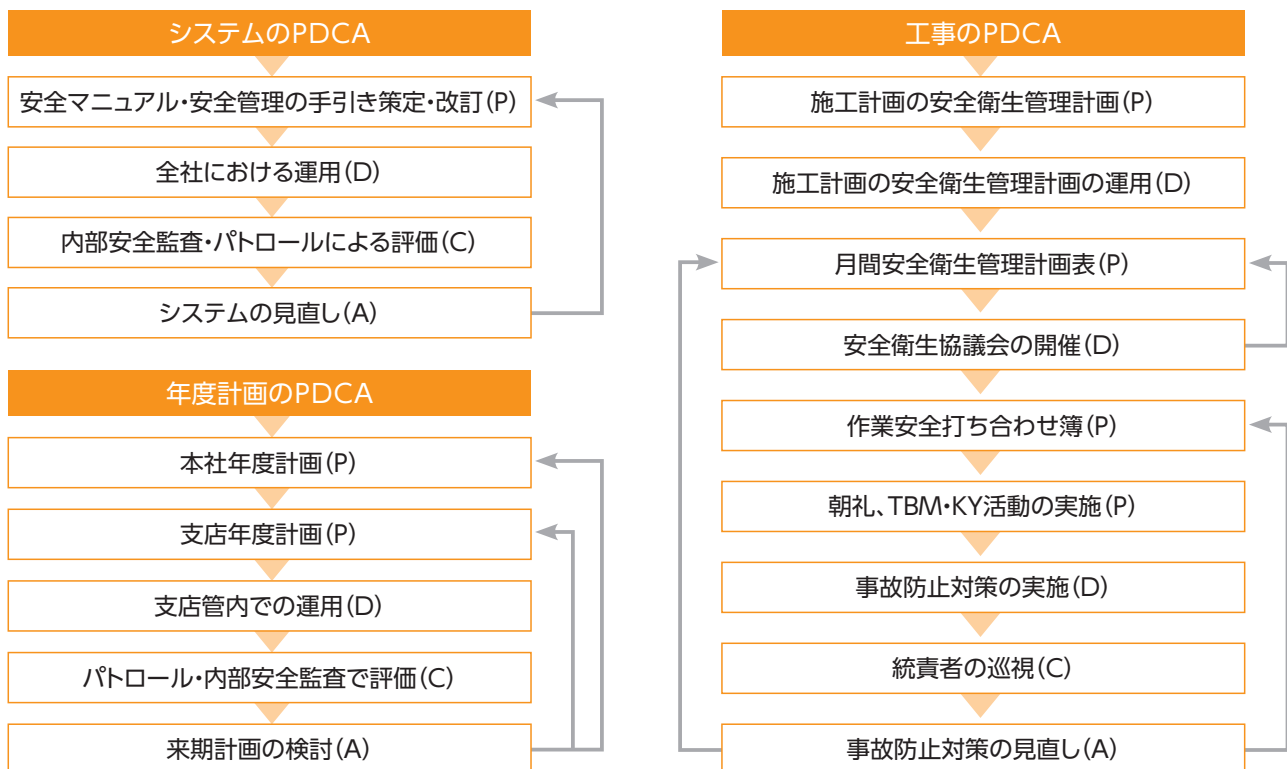 システムのPDCA
安全マニュアル・安全管理の手引き策定・改訂(P)
全社における運用(D)
内部安全監査・パトロールによる評価(C)
システムの見直し(A)
年度計画のPDCA
本社年度計画(P)
支店年度計画(P)
支店管内での運用(D)
パトロール・内部安全監査で評価(C)
来期計画の検討(A)
工事のPDCA
施工計画の安全衛生管理計画(P)
施工計画の安全衛生管理計画の運用(D)
月間安全衛生管理計画表(P)
安全衛生協議会の開催(D)
作業安全打ち合わせ簿(P)
朝礼、TBM・KY活動の実施(P)
事故防止対策の実施(D)
統責者の巡視(C)
事故防止対策の見直し(A)